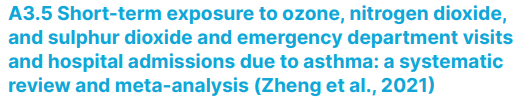 A3.5 Short-term exposure to ozone, nitrogen dioxide,
and sulphur dioxide and emergency department visits
and hospital admissions due to asthma: a systematic
review and meta-analysis (Zheng et al., 2021)